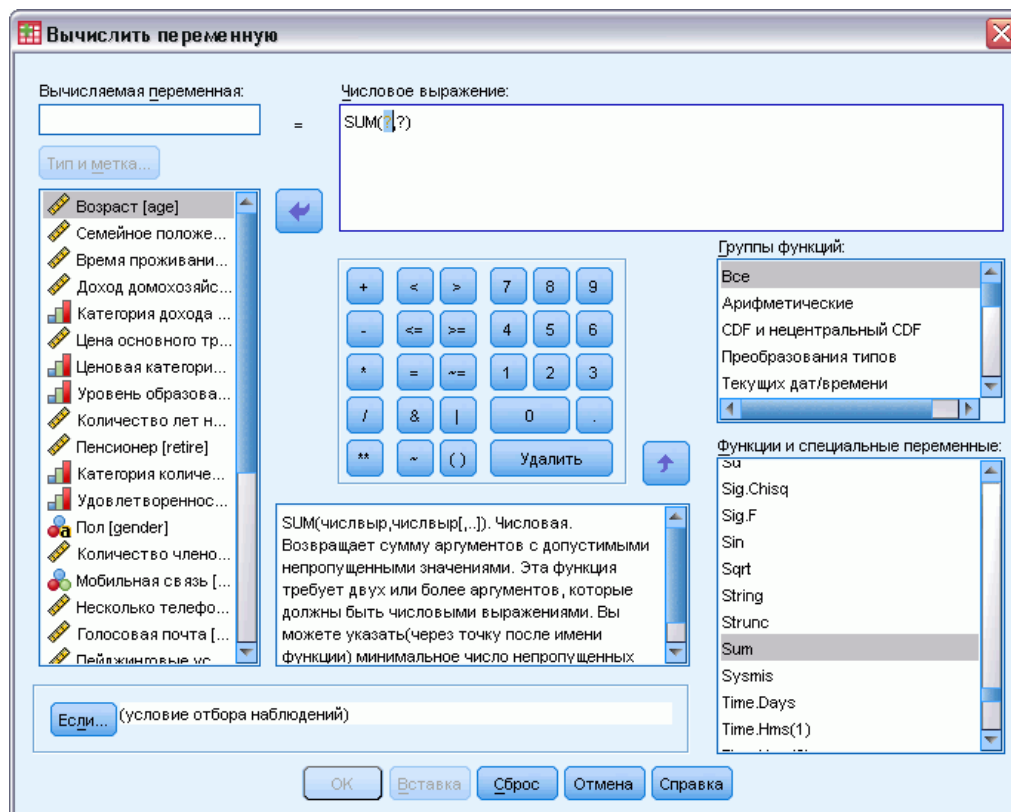 Вычислить переменную
Вычисляемая переменная:
Числовое выражение:
=
SUM(?,?)
Тип и метка...
Возраст [age]
Семейное положе...
Время проживани...
Доход домохозяйс...
Категория дохода ...
Цена основного тр...
Ценовая категори...
Уровень образова...
Количество лет н...
Пенсионер [retire]
Категория количе...
Удовлетвореннос...
Пол [gender]
Количество члено...
Мобильная связь [...
Несколько телефо...
Голосовая почта [...
Пейджинговые ус...
+ < > 7 8 9
- <= >= 4 5 6
* = ~= 1 2 3
/ & | 0 .
** ~ ( ) Удалить
Группы функций:
Все
Арифметические
CDF и нецентральный CDF
Преобразования типов
Текущих дат/времени
Функции и специальные переменные:
Sd
Sig.Chisq
Sig.F
Sin
Sqrt
String
Strunc
Sum
Sysmis
Time.Days
Time.Hms(1)
SUM(числвыр,числвыр[,..]). Числовая.
Возвращает сумму аргументов с допустимыми
непропущенными значениями. Эта функция
требует двух или более аргументов, которые
должны быть числовыми выражениями. Вы
можете указать(через точку после имени
функции) минимальное число непропущенных
Если... (условие отбора наблюдений)
OK Вставка Сброс Отмена Справка